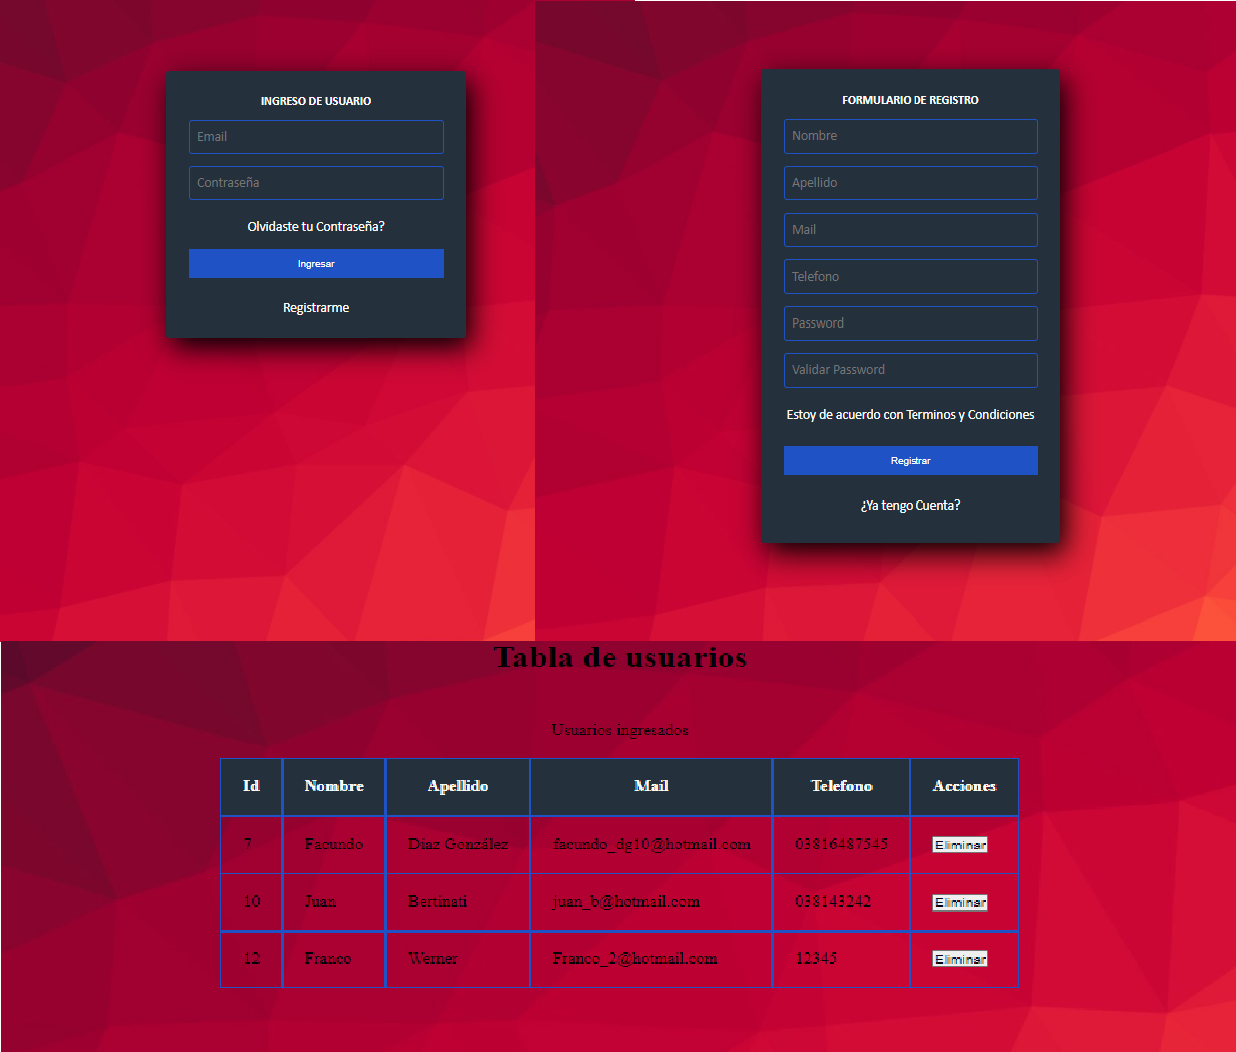 INGRESO DE USUARIO
Email
Contraseña
Olvidaste tu Contraseña?
Ingresar
Registrarme
FORMULARIO DE REGISTRO
Nombre
Apellido
Mail
Telefono
Password
Validar Password
Estoy de acuerdo con Terminos y Condiciones
Registrar
¿Ya tengo Cuenta?
Tabla de usuarios
Usuarios ingresados
Id Nombre Apellido Mail Telefono Acciones
7 Facundo Díaz González facundo_dg10@hotmail.com 03816487545 Eliminar
10 Juan Bertinati juan_b@hotmail.com 038143242 Eliminar
12 Franco Werner Franco_2@hotmail.com 12345 Eliminar